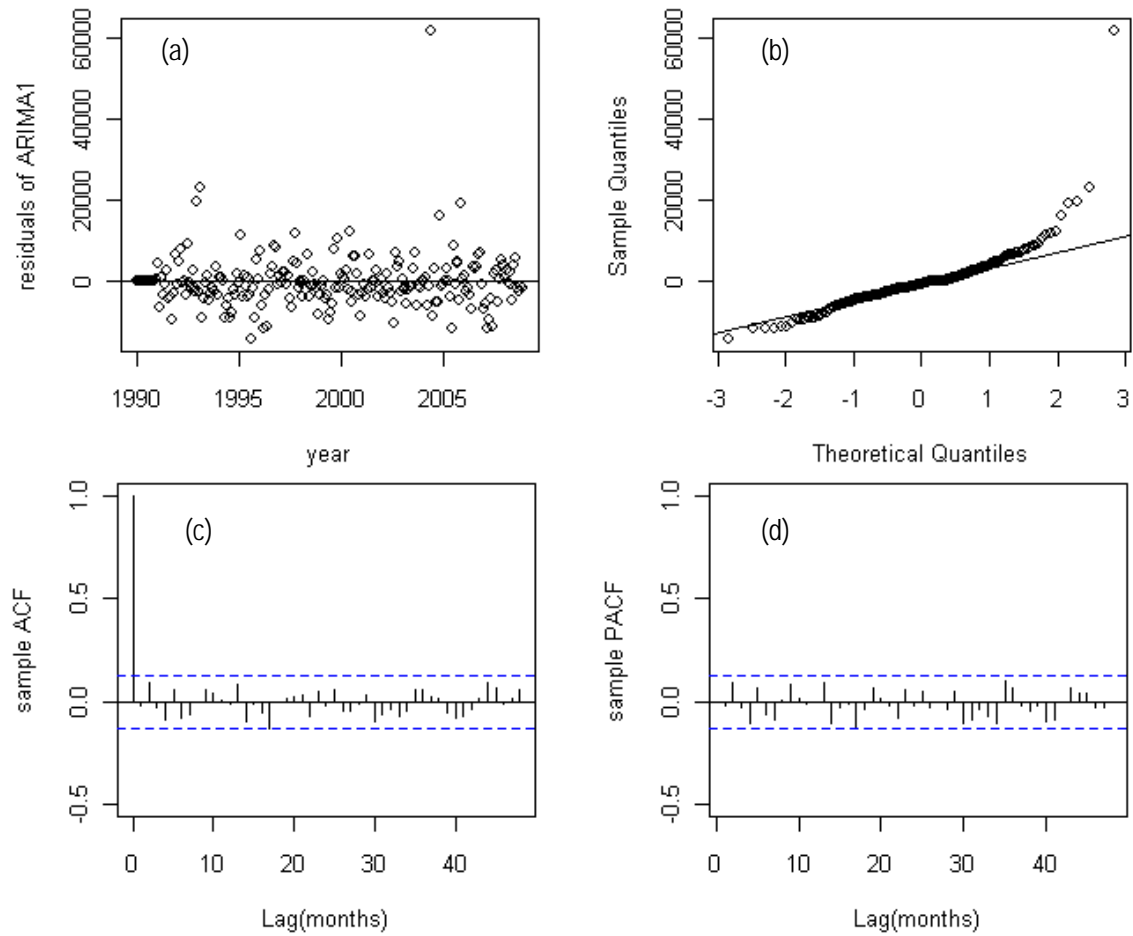 (a)
residuals of ARIMA1
60000
40000
20000
0
1990 1995 2000 2005
year
(b)
Sample Quantiles
60000
40000
20000
0
-3 -2 -1 0 1 2 3
Theoretical Quantiles
(c)
sample ACF
1.0
0.5
0.0
-0.5
0 10 20 30 40
Lag(months)
(d)
sample PACF
1.0
0.5
0.0
-0.5
0 10 20 30 40
Lag(months)